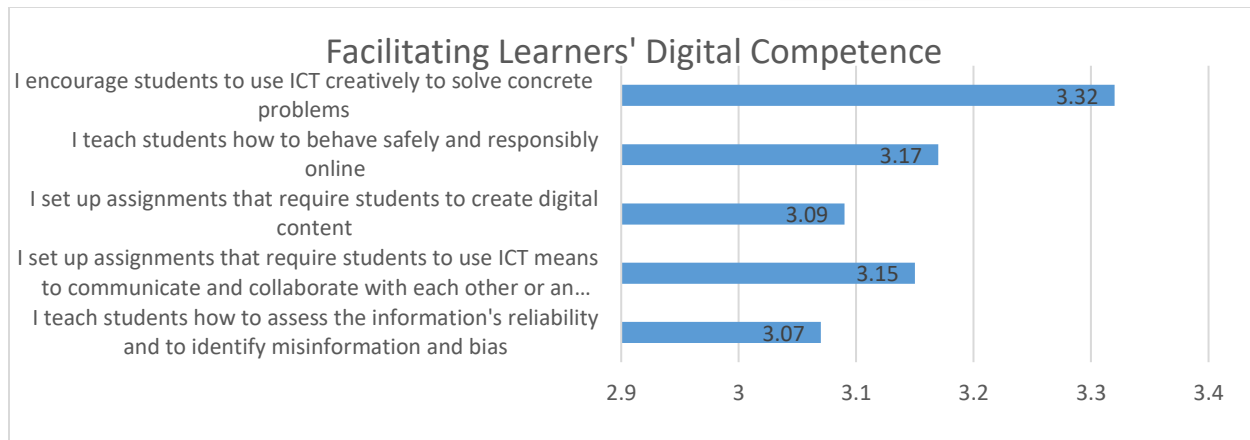 Facilitating Learners' Digital Competence
I encourage students to use ICT creatively to solve concrete
problems
3.32
I teach students how to behave safely and responsibly
online
3.17
I set up assignments that require students to create digital
content
3.09
I set up assignments that require students to use ICT means
to communicate and collaborate with each other or an…
3.15
I teach students how to assess the information's reliability
and to identify misinformation and bias
3.07
2.9 3 3.1 3.2 3.3 3.4